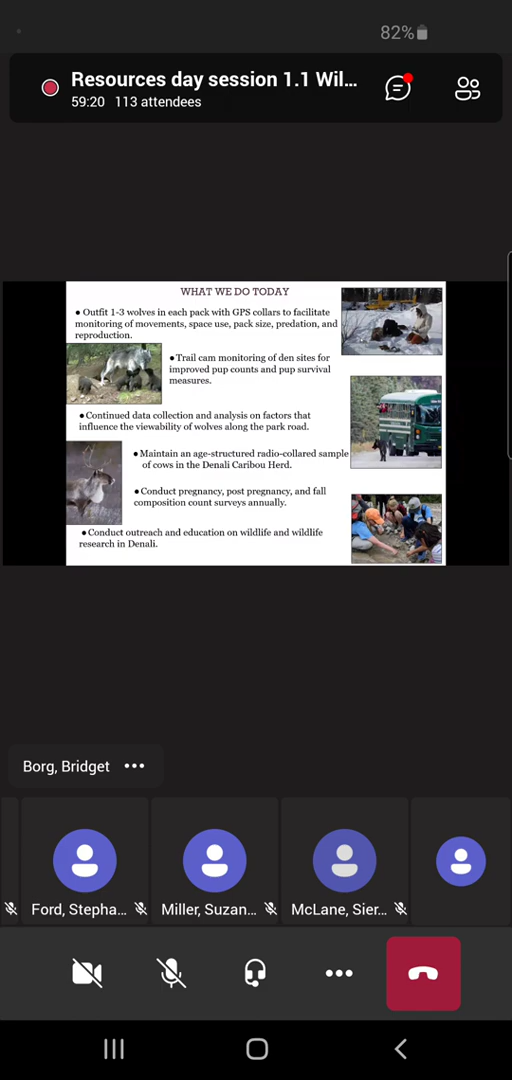 82%
Resources day session 1.1 Wil...
59:20 113 attendees
WHAT WE DO TODAY
● Outfit 1-3 wolves in each pack with GPS collars to facilitate
monitoring of movements, space use, pack size, predation, and
reproduction.
● Trail cam monitoring of den sites for
improved pup counts and pup survival
measures.
● Continued data collection and analysis on factors that
influence the viewability of wolves along the park road.
● Maintain an age-structured radio-collared sample
of cows in the Denali Caribou Herd.
● Conduct pregnancy, post pregnancy, and fall
composition count surveys annually.
● Conduct outreach and education on wildlife and wildlife
research in Denali.
Borg, Bridget
Ford, Stepha... Miller, Suzan... McLane, Sier...